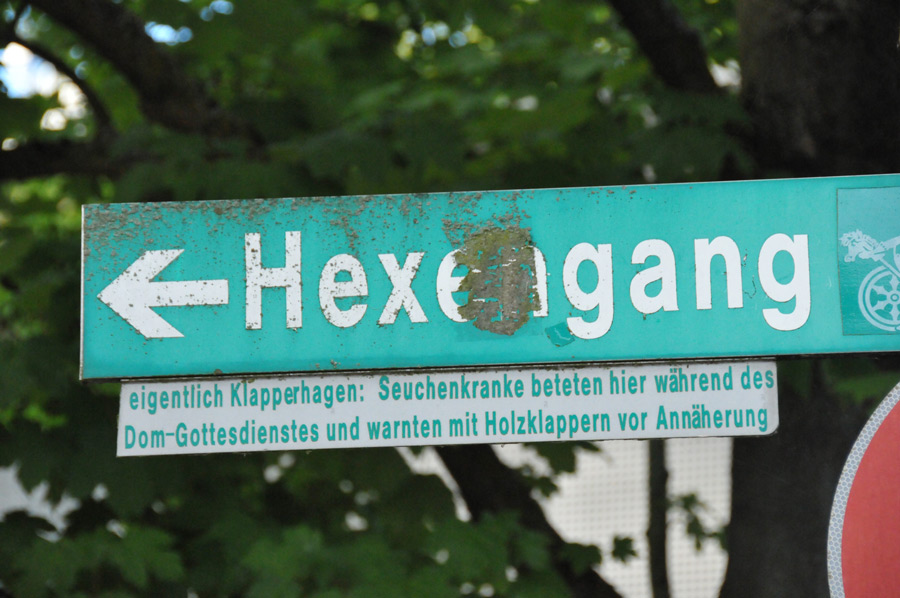 Hexengang
eigentlich Klapperhagen: Seuchenkranke beteten hier während des
Dom-Gottesdienstes und warnten mit Holzklappern vor Annäherung